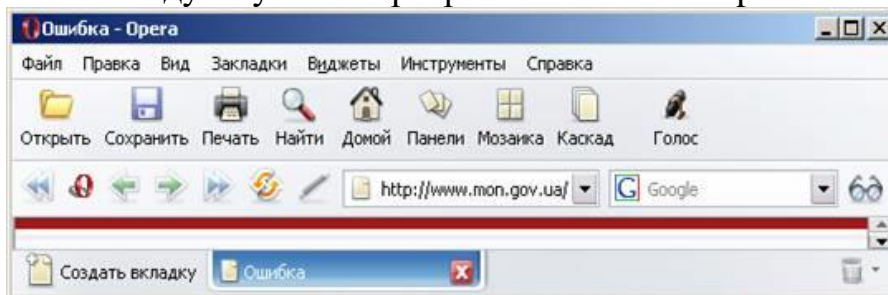 Ошибка - Opera
Файл Правка Вид Закладки Виджеты Инструменты Справка
Открыть Сохранить Печать Найти Домой Панели Мозаика Каскад Голос
http://www.mon.gov.ua/ G Google
Создать вкладку Ошибка